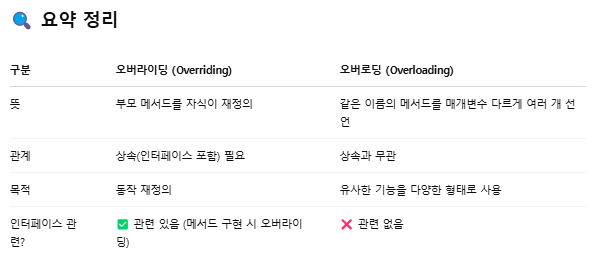 🔍 요약 정리
구분 오버라이딩 (Overriding) 오버로딩 (Overloading)
뜻 부모 메서드를 자식이 재정의 같은 이름의 메서드를 매개변수 다르게 여러 개 선
언
관계 상속(인터페이스 포함) 필요 상속과 무관
목적 동작 재정의 유사한 기능을 다양한 형태로 사용
인터페이스 관 ✅ 관련 있음 (메서드 구현 시 오버라이 ❌ 관련 없음
련? 딩)